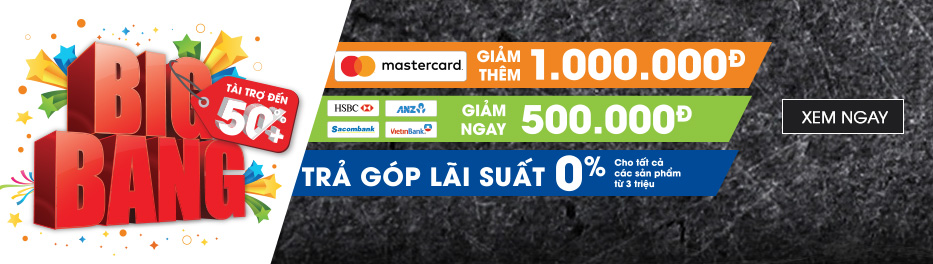 BIG
BANG
TÀI TRỢ ĐẾN
50%+
mastercard.
GIẢM
THÊM
1.000.000Đ
HSBC
ANZ
Sacombank
VietinBank
GIẢM
NGAY
500.000Đ
TRẢ GÓP LÃI SUẤT 0%
Cho tất cả
các sản phẩm
từ 3 triệu
XEM NGAY